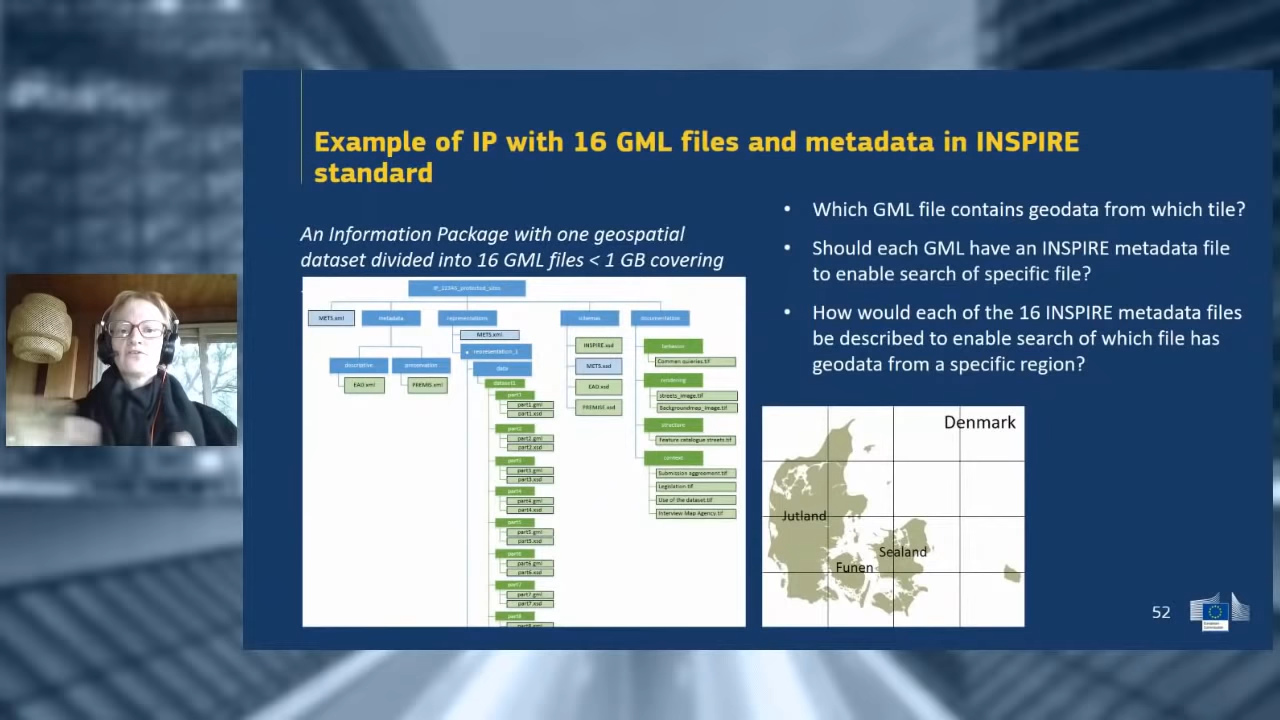 Example of IP with 16 GML files and metadata in INSPIRE
standard
An Information Package with one geospatial
dataset divided into 16 GML files < 1 GB covering
IP_12345_protected_sites
METS.xml
metadata
representations
schemas
documentation
METS.xml
representation_1
descriptive
preservation
data
EAD.xml
PREMIS.xml
dataset1
part1
part1.gml
part1.xsd
part2
part2.gml
part2.xsd
part3.gml
part3.xsd
part4
part4.gml
part4.xsd
part5
part5.gml
part5.xsd
part6
part6.gml
part6.xsd
part7
part7.gml
part7.xsd
part8
part8.gml
INSPIRE.xsd
METS.xsd
EAD.xsd
PREMISE.xsd
behavior
Common quieries.tif
rendering
streets_image.tif
Backgroundmap_image.tif
structure
Feature catalogue streets.tif
context
Submission aggreement.tif
Legislation.tif
Use of the dataset.tif
Interview Map Agency.tif
• Which GML file contains geodata from which tile?
• Should each GML have an INSPIRE metadata file
to enable search of specific file?
• How would each of the 16 INSPIRE metadata files
be described to enable search of which file has
geodata from a specific region?
Denmark
Jutland
Sealand
Funen
52
European
Commission